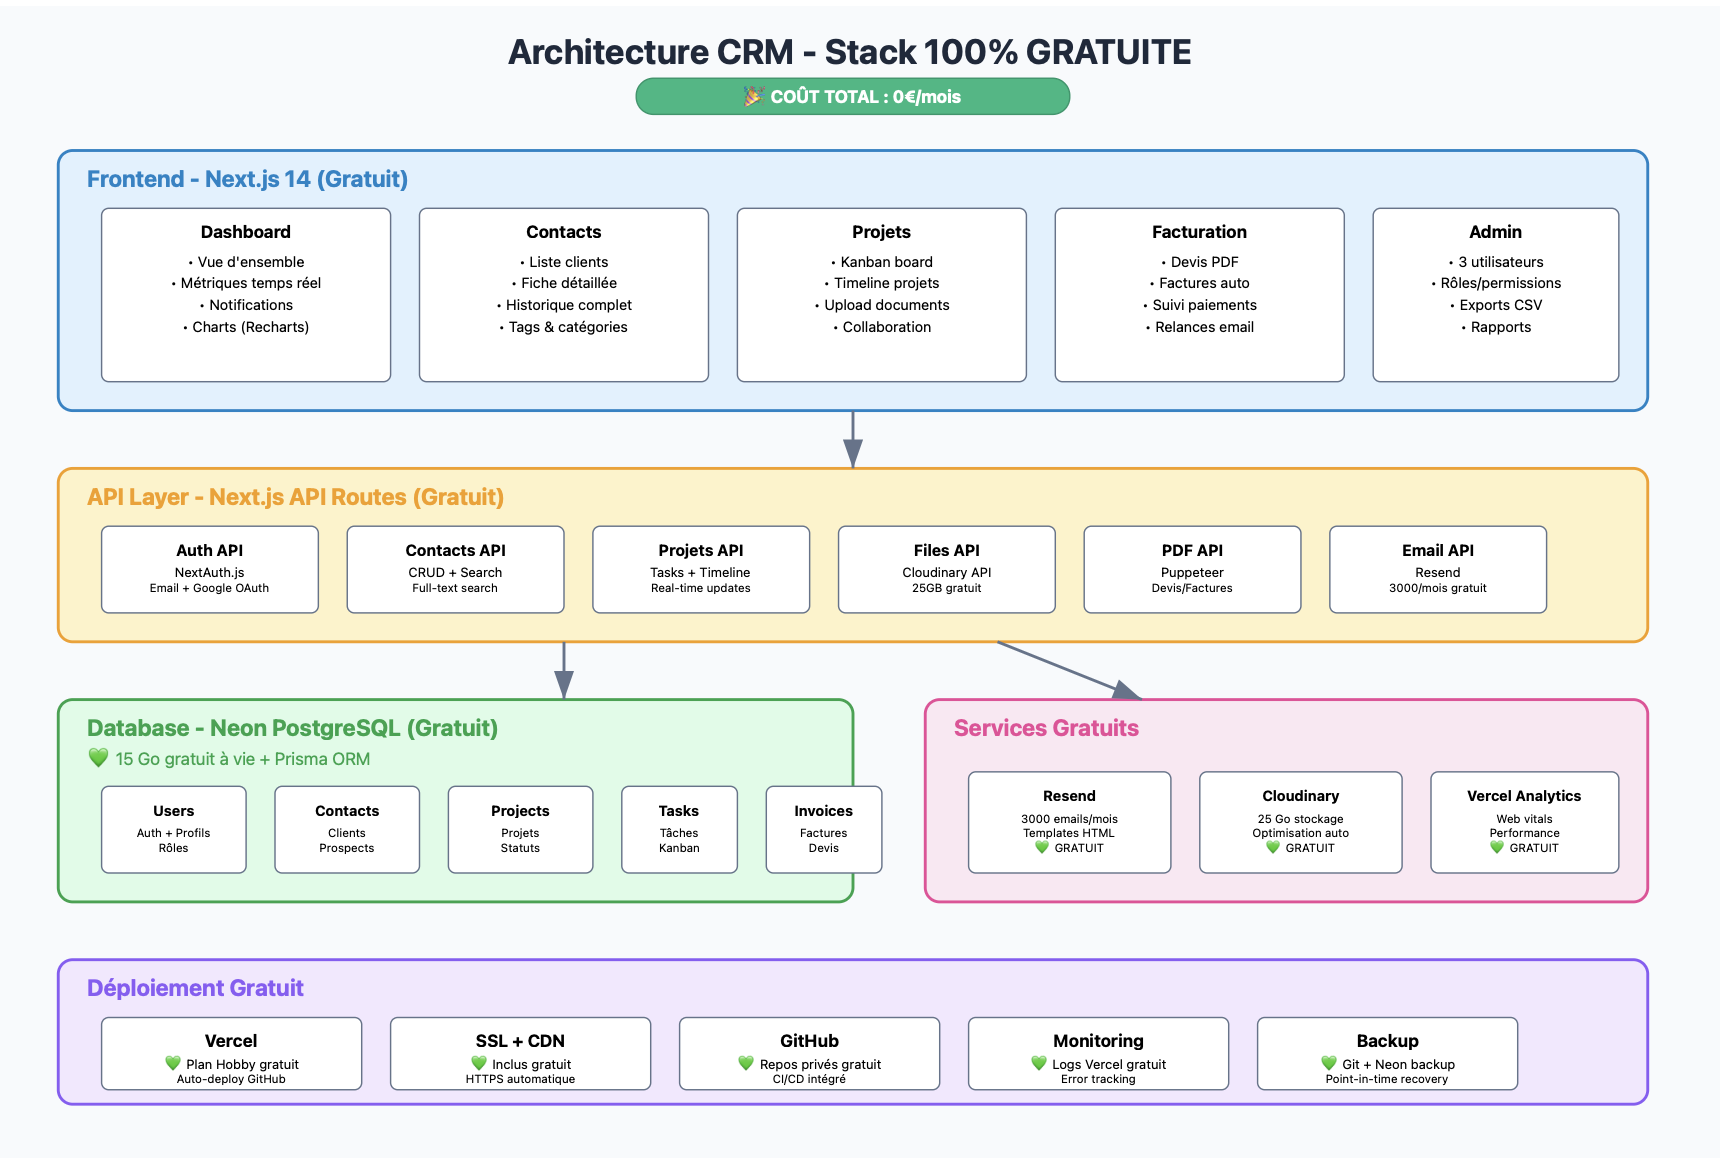 Architecture CRM - Stack 100% GRATUITE
🎉 COÛT TOTAL : 0€/mois
Frontend - Next.js 14 (Gratuit)
Dashboard
• Vue d'ensemble
• Métriques temps réel
• Notifications
• Charts (Recharts)
Contacts
• Liste clients
• Fiche détaillée
• Historique complet
• Tags & catégories
Projets
• Kanban board
• Timeline projets
• Upload documents
• Collaboration
Facturation
• Devis PDF
• Factures auto
• Suivi paiements
• Relances email
Admin
• 3 utilisateurs
• Rôles/permissions
• Exports CSV
• Rapports
API Layer - Next.js API Routes (Gratuit)
Auth API
NextAuth.js
Email + Google OAuth
Contacts API
CRUD + Search
Full-text search
Projets API
Tasks + Timeline
Real-time updates
Files API
Cloudinary API
25GB gratuit
PDF API
Puppeteer
Devis/Factures
Email API
Resend
3000/mois gratuit
Database - Neon PostgreSQL (Gratuit)
💚 15 Go gratuit à vie + Prisma ORM
Users
Auth + Profils
Rôles
Contacts
Clients
Prospects
Projects
Projets
Statuts
Tasks
Tâches
Kanban
Invoices
Factures
Devis
Services Gratuits
Resend
3000 emails/mois
Templates HTML
💚 GRATUIT
Cloudinary
25 Go stockage
Optimisation auto
💚 GRATUIT
Vercel Analytics
Web vitals
Performance
💚 GRATUIT
Déploiement Gratuit
Vercel
💚 Plan Hobby gratuit
Auto-deploy GitHub
SSL + CDN
💚 Inclus gratuit
HTTPS automatique
GitHub
💚 Repos privés gratuit
CI/CD intégré
Monitoring
💚 Logs Vercel gratuit
Error tracking
Backup
💚 Git + Neon backup
Point-in-time recovery